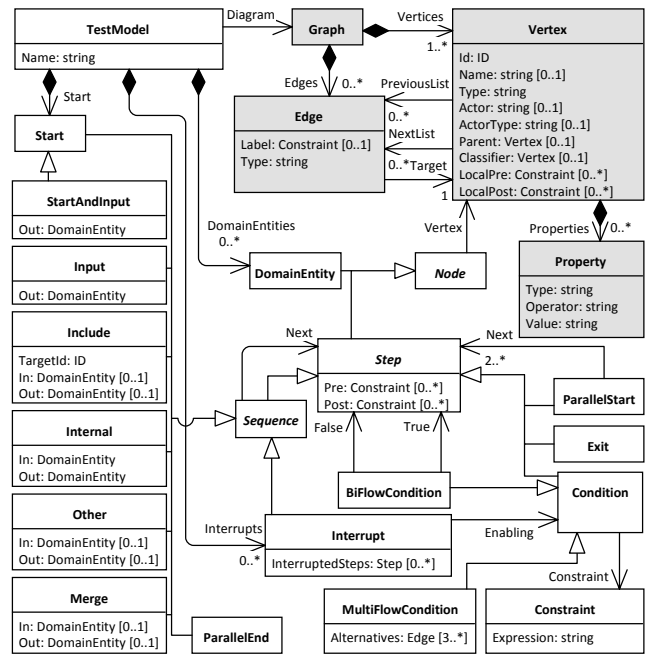 TestModel
Name: string
Diagram
Graph
Vertices
1..*
Vertex
Id: ID
Name: string [0..1]
Type: string
Actor: string [0..1]
ActorType: string [0..1]
Parent: Vertex [0..1]
Classifier: Vertex [0..1]
LocalPre: Constraint [0..*]
LocalPost: Constraint [0..*]
Edges
0..*
PreviousList
0..*
NextList
0..*
Target
1
Edge
Label: Constraint [0..1]
Type: string
Start
Start
StartAndInput
Out: DomainEntity
DomainEntities
0..*
Vertex
Properties
0..*
Property
Type: string
Operator: string
Value: string
DomainEntity
Node
Input
Out: DomainEntity
Include
TargetId: ID
In: DomainEntity [0..1]
Out: DomainEntity [0..1]
Next
Step
Pre: Constraint [0..*]
Post: Constraint [0..*]
Next
2..*
ParallelStart
Sequence
False
True
Exit
Internal
In: DomainEntity
Out: DomainEntity
BiFlowCondition
Condition
Other
In: DomainEntity [0..1]
Out: DomainEntity [0..1]
Interrupts
0..*
Interrupt
InterruptedSteps: Step [0..*]
Enabling
Constraint
Merge
In: DomainEntity [0..1]
Out: DomainEntity [0..1]
ParallelEnd
MultiFlowCondition
Alternatives: Edge [3..*]
Constraint
Expression: string